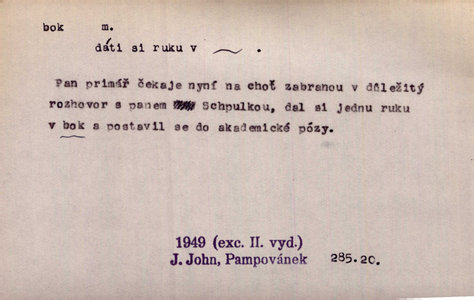 bok m.
dáti si ruku v ~ .
Pan primář čekaje nyní na choť zabranou v důležitý
rozhovor s panem Schpulkou, dal si jednu ruku
v bok a postavil se do akademické pózy.
1949 (exc. II. vyd.)
J. John, Pampovánek 285.20.